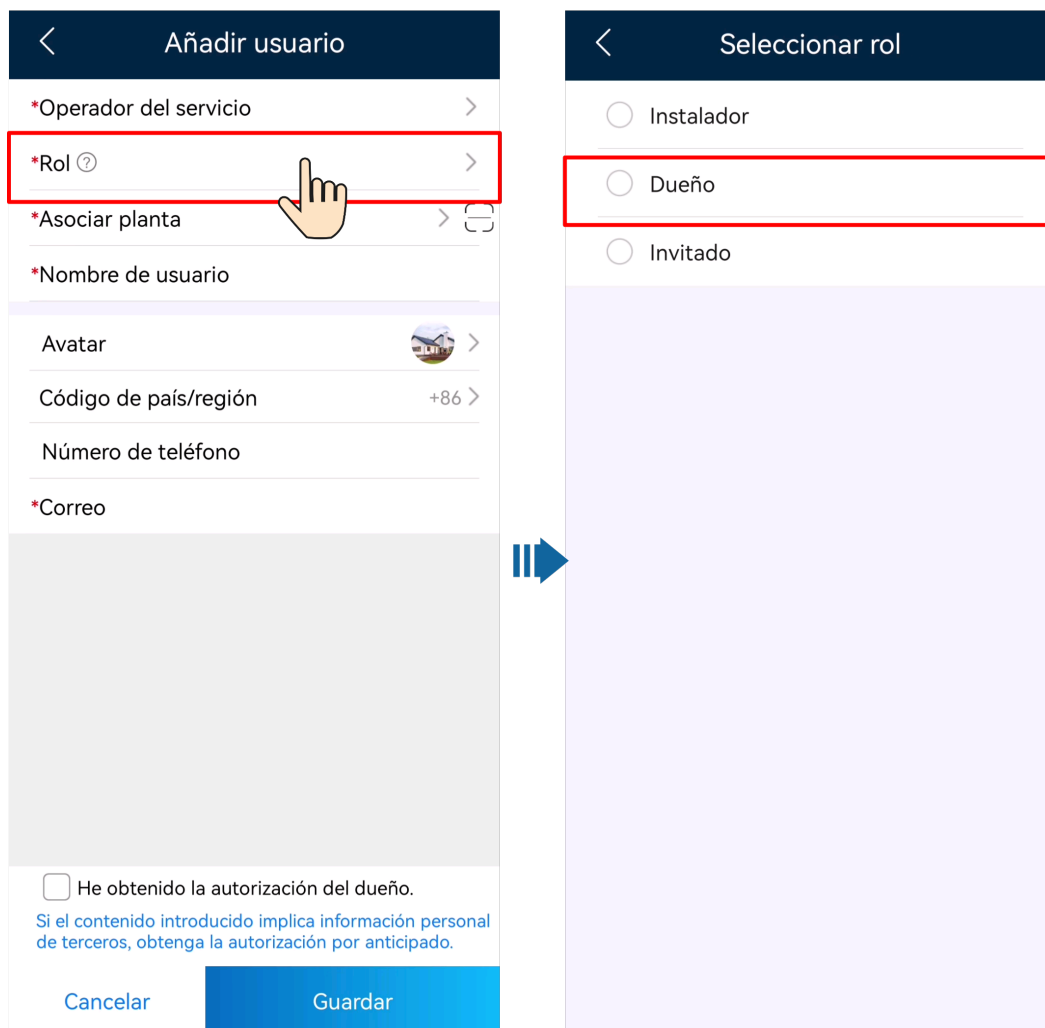 Añadir usuario
*Operador del servicio
*Rol ?
*Asociar planta
*Nombre de usuario
Avatar
Código de país/región +86
Número de teléfono
*Correo
He obtenido la autorización del dueño.
Si el contenido introducido implica información personal
de terceros, obtenga la autorización por anticipado.
Cancelar Guardar
Seleccionar rol
Instalador
Dueño
Invitado